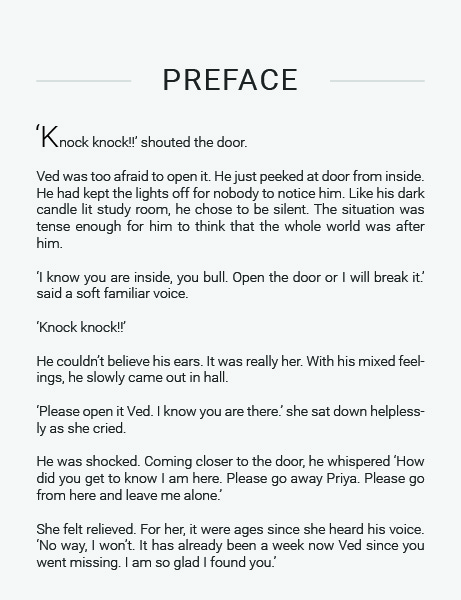 PREFACE
‘Knock knock!!’ shouted the door.
Ved was too afraid to open it. He just peeked at door from inside.
He had kept the lights off for nobody to notice him. Like his dark
candle lit study room, he chose to be silent. The situation was
tense enough for him to think that the whole world was after
him.
‘I know you are inside, you bull. Open the door or I will break it.’
said a soft familiar voice.
‘Knock knock!!’
He couldn’t believe his ears. It was really her. With his mixed feel-
ings, he slowly came out in hall.
‘Please open it Ved. I know you are there.’ she sat down helpless-
ly as she cried.
He was shocked. Coming closer to the door, he whispered ‘How
did you get to know I am here. Please go away Priya. Please go
from here and leave me alone.’
She felt relieved. For her, it were ages since she heard his voice.
‘No way, I won’t. It has already been a week now Ved since you
went missing. I am so glad I found you.’